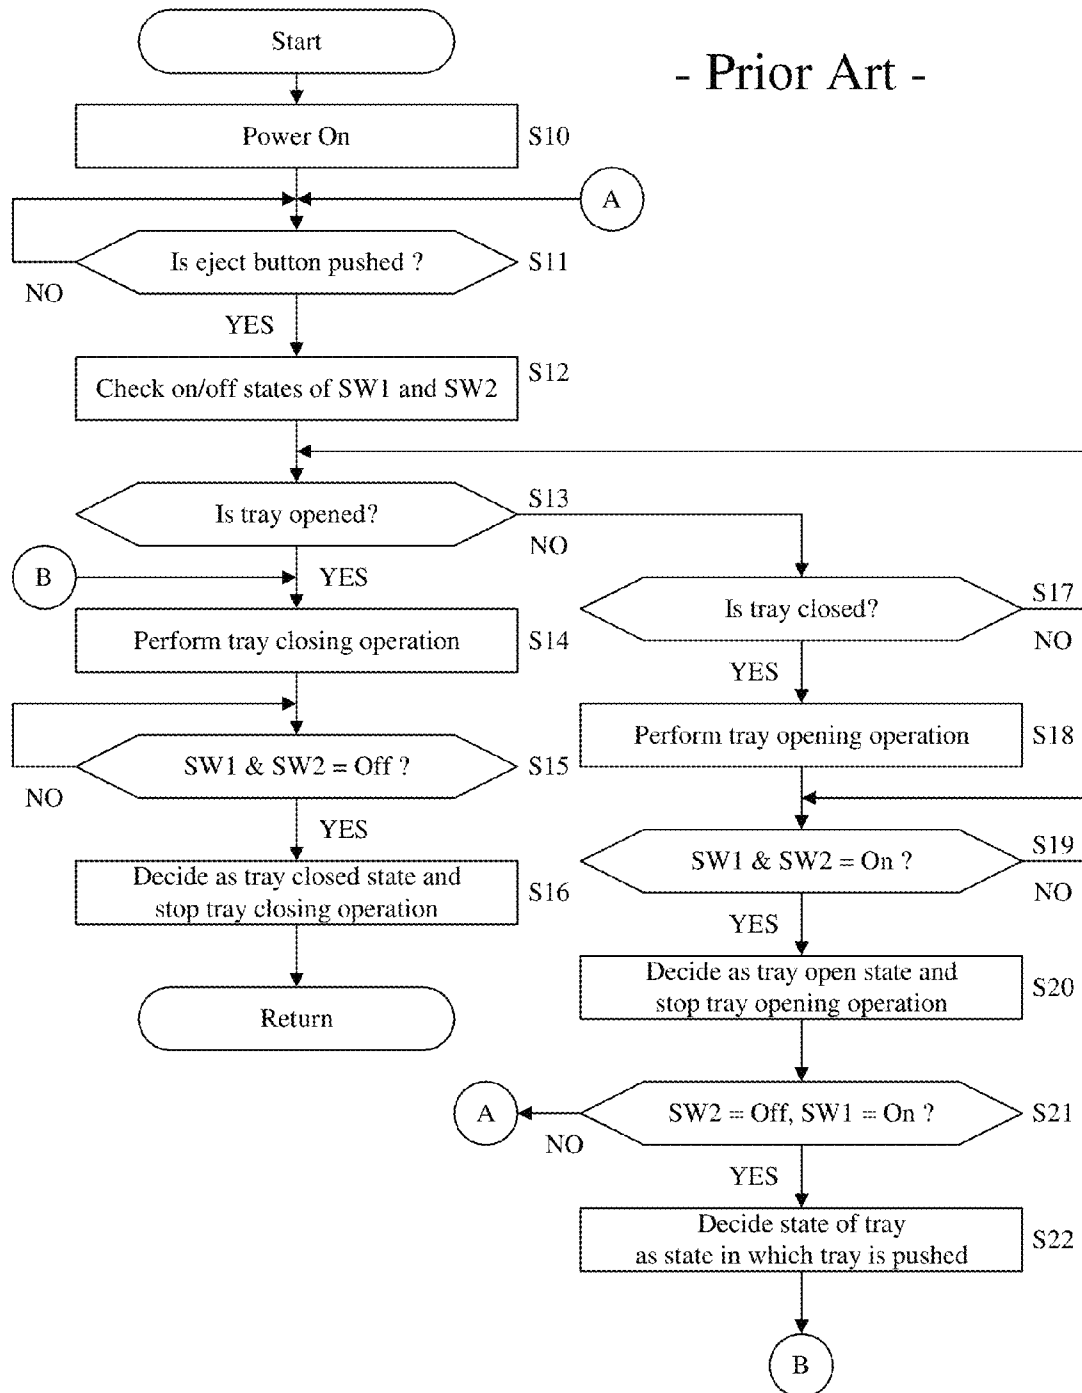 Start
- Prior Art -
Power On
S10
A
Is eject button pushed ?
S11
NO
YES
Check on/off states of SW1 and SW2
S12
Is tray opened?
S13
NO
B
YES
Is tray closed?
S17
NO
Perform tray closing operation
S14
YES
Perform tray opening operation
S18
SW1 & SW2 = Off ?
S15
NO
YES
SW1 & SW2 = On ?
S19
NO
Decide as tray closed state and
stop tray closing operation
S16
YES
Decide as tray open state and
stop tray opening operation
S20
Return
A
SW2 = Off, SW1 = On ?
S21
NO
YES
Decide state of tray
as state in which tray is pushed
S22
B